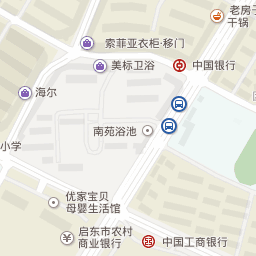 老房子
干锅
索菲亚衣柜·移门
美标卫浴
中国银行
海尔
南苑浴池
小学
优家宝贝
母婴生活馆
启东市农村
商业银行
中国工商银行